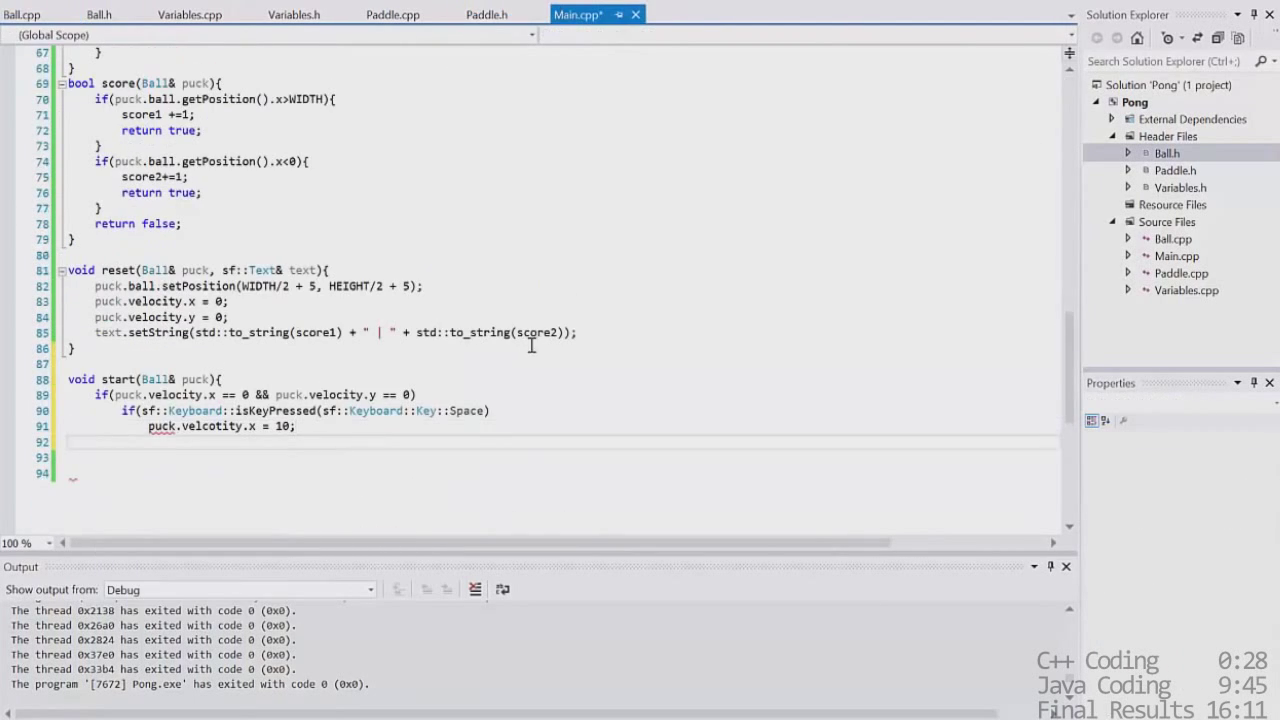 Ball.cpp Ball.h Variables.cpp Variables.h Paddle.cpp Paddle.h Main.cpp*
(Global Scope)
67 }
68 }
69 bool score(Ball& puck){
70 if(puck.ball.getPosition().x>WIDTH){
71 score1 +=1;
72 return true;
73 }
74 if(puck.ball.getPosition().x<0){
75 score2+=1;
76 return true;
77 }
78 return false;
79 }
80
81 void reset(Ball& puck, sf::Text& text){
82 puck.ball.setPosition(WIDTH/2 + 5, HEIGHT/2 + 5);
83 puck.velocity.x = 0;
84 puck.velocity.y = 0;
85 text.setString(std::to_string(score1) + " | " + std::to_string(score2));
86 }
87
88 void start(Ball& puck){
89 if(puck.velocity.x == 0 && puck.velocity.y == 0)
90 if(sf::Keyboard::isKeyPressed(sf::Keyboard::Key::Space)
91 puck.velcotity.x = 10;
92
93
94
100 %
Output
Show output from: Debug
The thread 0x2138 has exited with code 0 (0x0).
The thread 0x26a0 has exited with code 0 (0x0).
The thread 0x2824 has exited with code 0 (0x0).
The thread 0x37e0 has exited with code 0 (0x0).
The thread 0x33b4 has exited with code 0 (0x0).
The program '[7672] Pong.exe' has exited with code 0 (0x0).
Solution Explorer
Search Solution Explorer (Ctrl+;)
Solution 'Pong' (1 project)
Pong
External Dependencies
Header Files
Ball.h
Paddle.h
Variables.h
Resource Files
Source Files
Ball.cpp
Main.cpp
Paddle.cpp
Variables.cpp
Properties
C++ Coding 0:28
Java Coding 9:45
Final Results 16:11